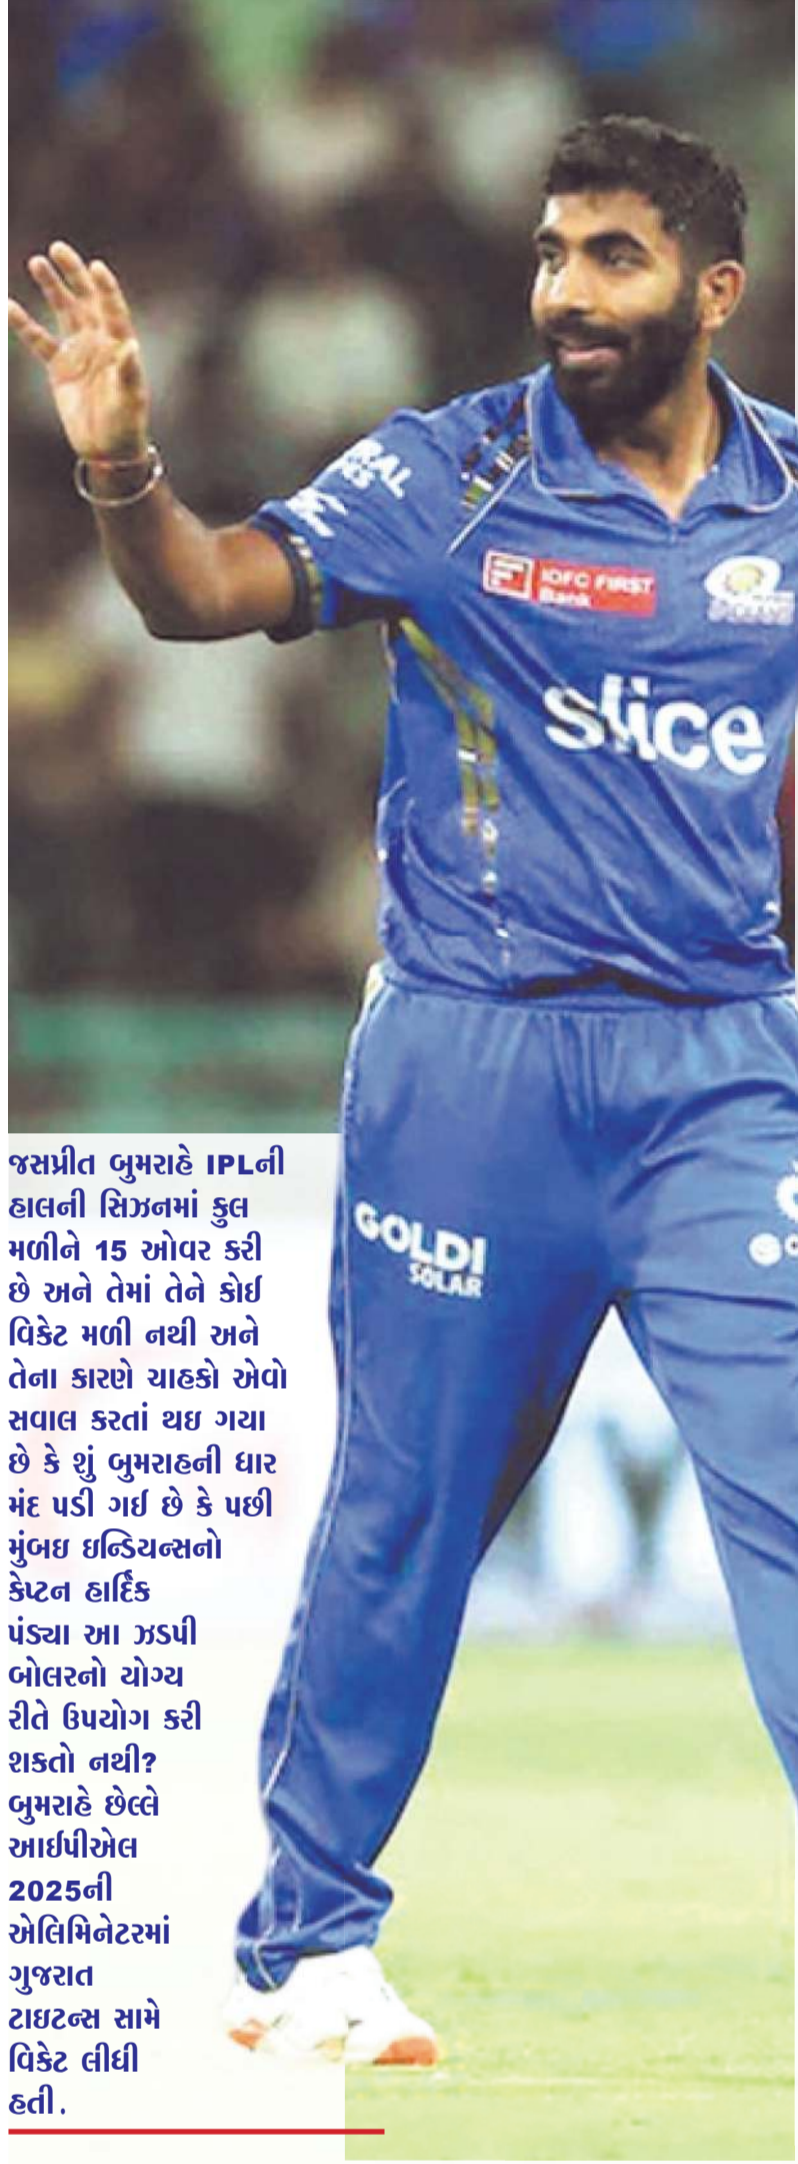 IDFC FIRST
Bank
slice
GOLDI
SOLAR
જસપ્રીત બુમરાહે IPLની
હાલની સિઝનમાં કુલ
મળીને 15 ઓવર કરી
છે અને તેમાં તેને કોઈ
વિકેટ મળી નથી અને
તેના કારણે ચાહકો એવો
સવાલ કરતાં થઇ ગયા
છે કે શું બુમરાહની ધાર
મંદ પડી ગઈ છે કે પછી
મુંબઇ ઇન્ડિયન્સનો
કેપ્ટન હાર્દિક
પંડ્યા આ ઝડપી
બોલરનો યોગ્ય
રીતે ઉપયોગ કરી
શકતો નથી?
બુમરાહે છેલ્લે
આઈપીએલ
2025ની
એલિમિનેટરમાં
ગુજરાત
ટાઇટન્સ સામે
વિકેટ લીધી
હતી.